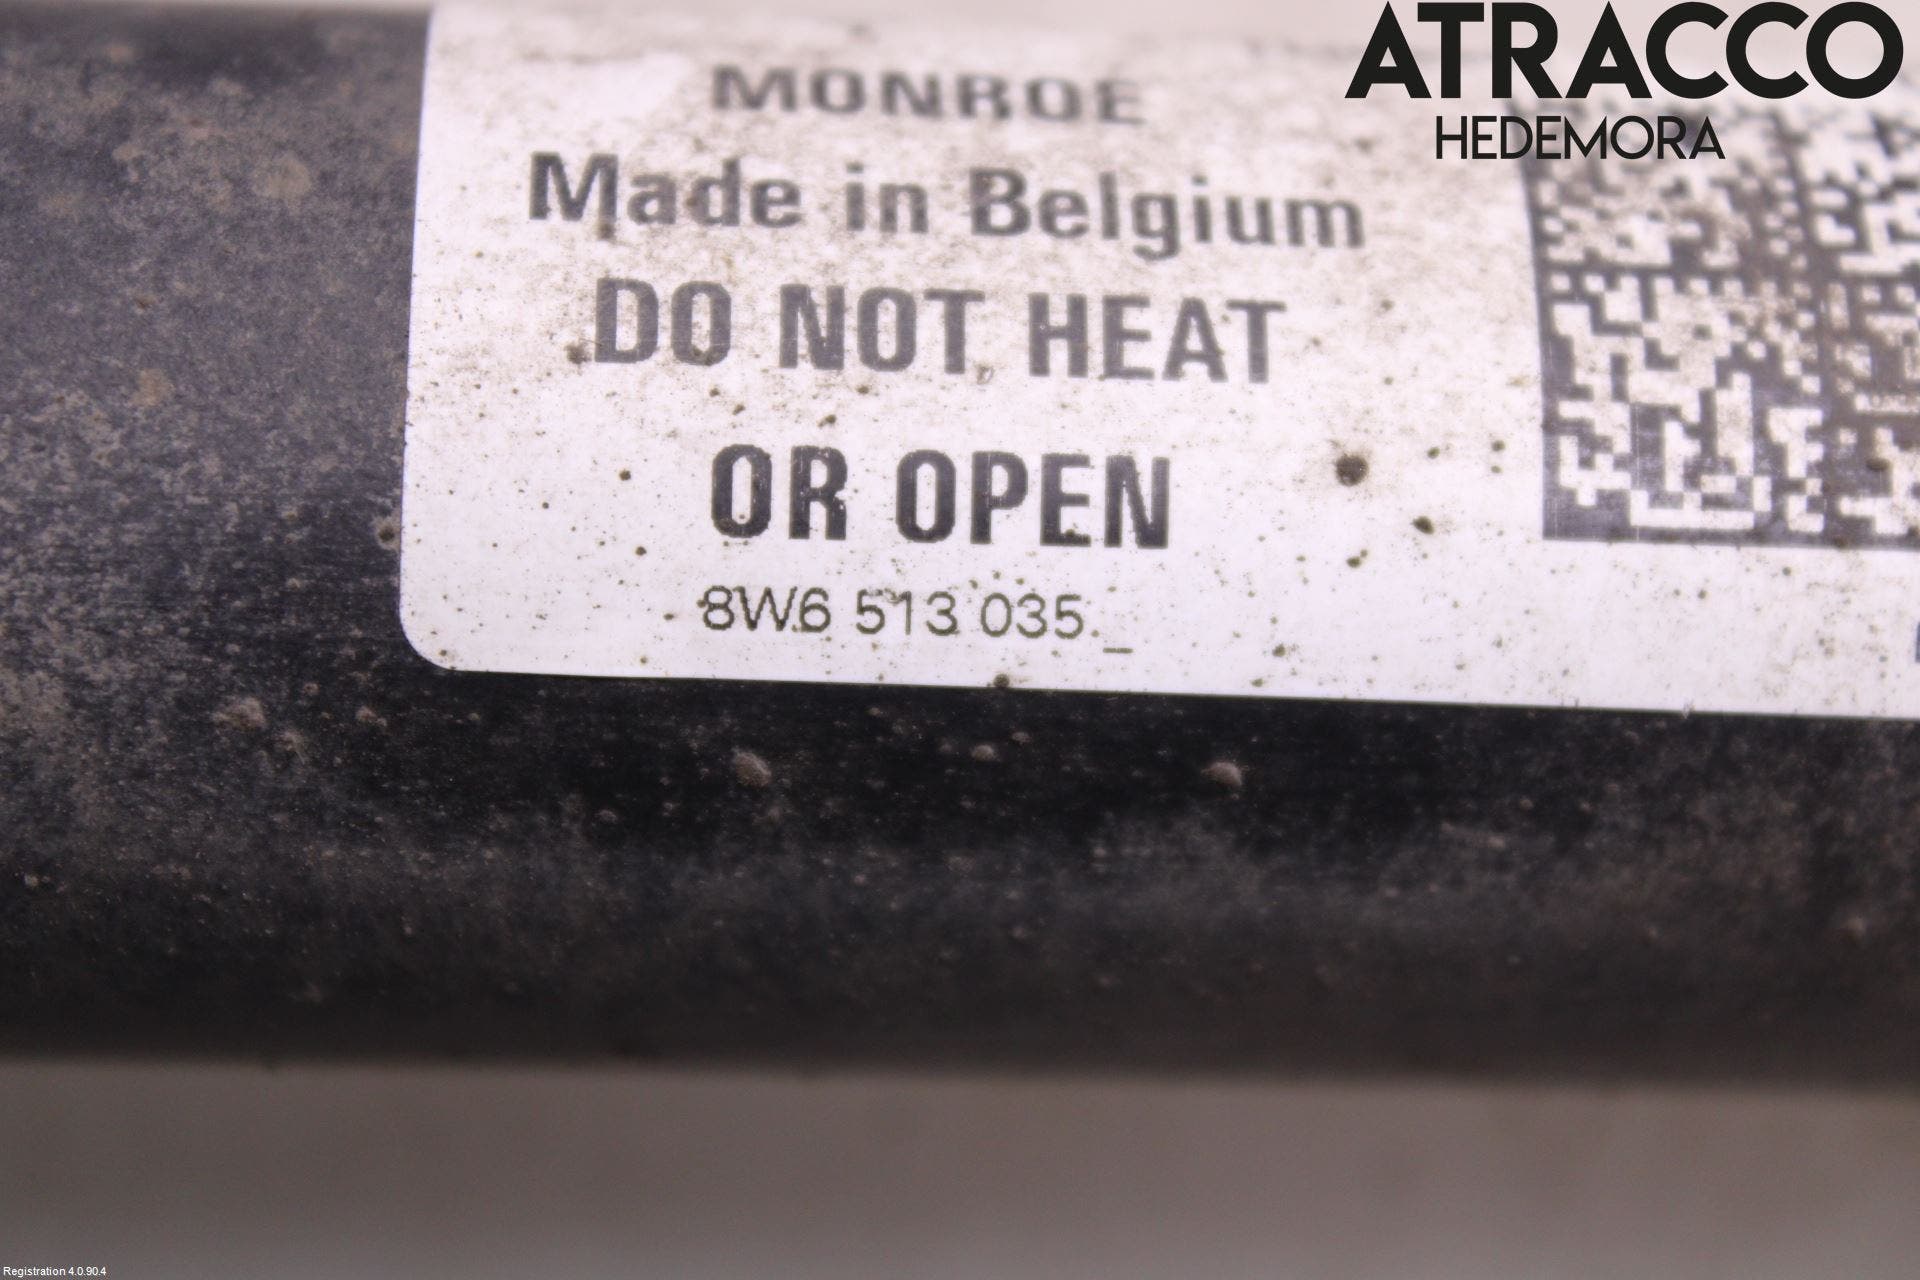 ATRACCO
HEDEMORA
MONROE
Made in Belgium
DO NOT HEAT
OR OPEN
8W6 513 035 _
Registration 4.0.90.4